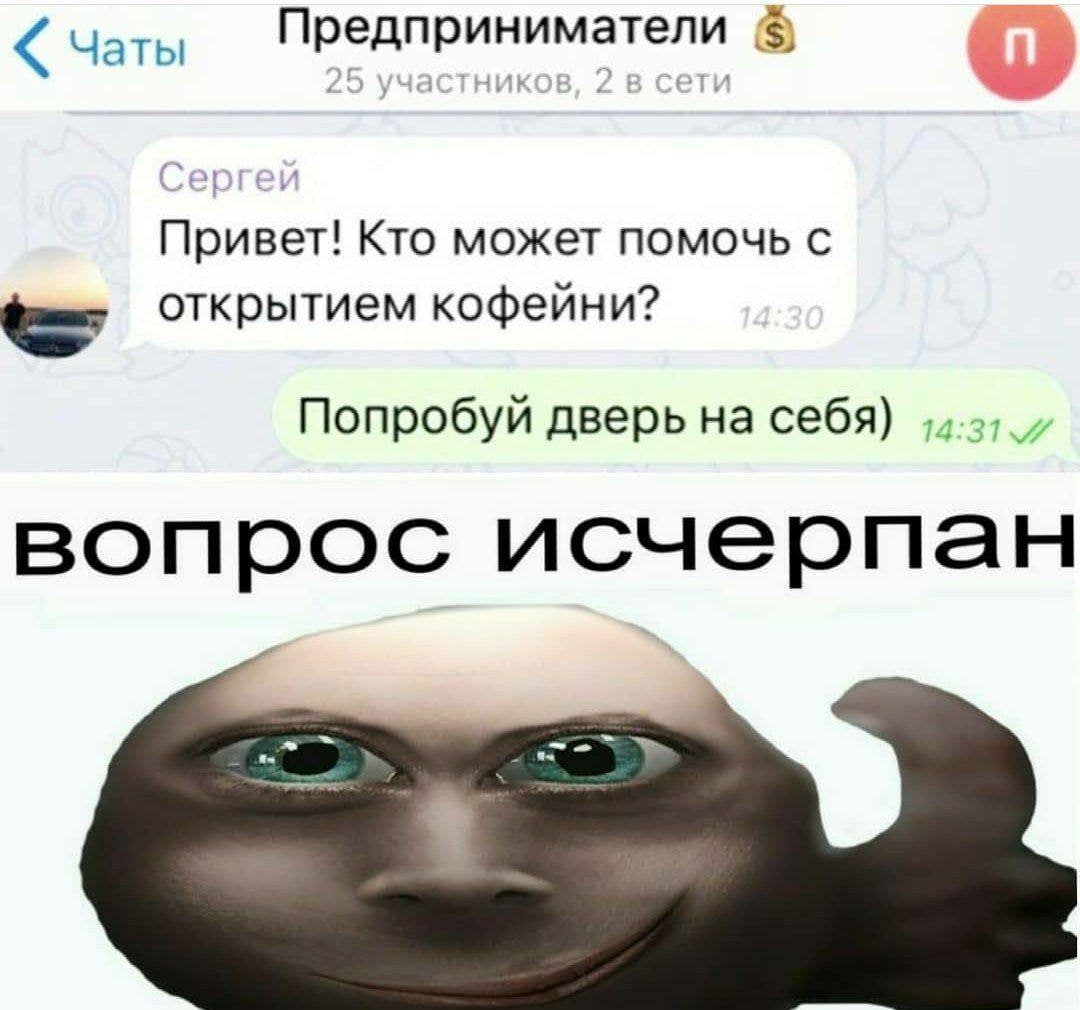 Чаты
Предприниматели 💰
25 участников, 2 в сети
П
Сергей
Привет! Кто может помочь с
открытием кофейни?
14:30
Попробуй дверь на себя)
14:31
вопрос исчерпан